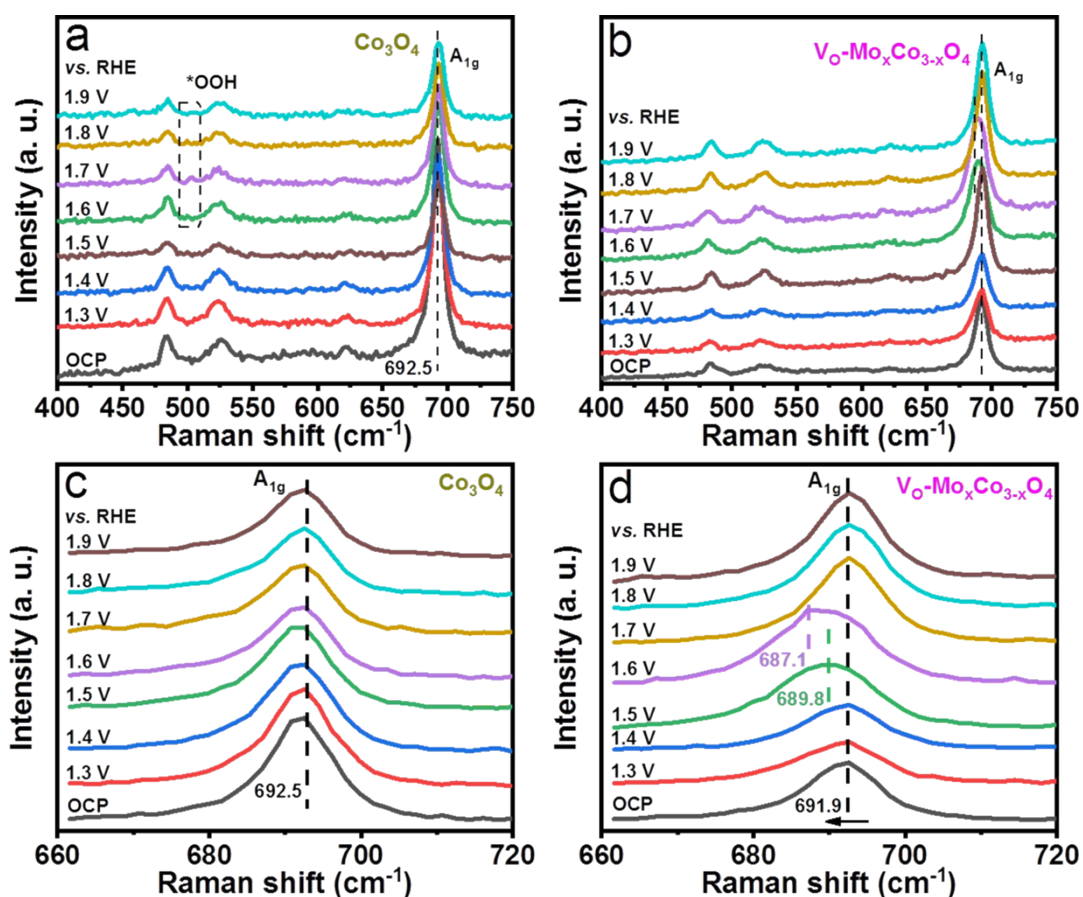 a
Co₃O₄
A₁g
vs. RHE
*OOH
1.9 V
1.8 V
1.7 V
1.6 V
1.5 V
1.4 V
1.3 V
OCP
692.5
Intensity (a. u.)
400 450 500 550 600 650 700 750
Raman shift (cm⁻¹)
b
V_O-MoₓCo₃₋ₓO₄
A₁g
vs. RHE
1.9 V
1.8 V
1.7 V
1.6 V
1.5 V
1.4 V
1.3 V
OCP
Intensity (a. u.)
400 450 500 550 600 650 700 750
Raman shift (cm⁻¹)
c
A₁g
Co₃O₄
vs. RHE
1.9 V
1.8 V
1.7 V
1.6 V
1.5 V
1.4 V
1.3 V
OCP
692.5
Intensity (a. u.)
660 680 700 720
Raman shift (cm⁻¹)
d
A₁g
V_O-MoₓCo₃₋ₓO₄
vs. RHE
1.9 V
1.8 V
1.7 V
1.6 V
687.1
1.5 V
689.8
1.4 V
1.3 V
OCP
691.9
Intensity (a. u.)
660 680 700 720
Raman shift (cm⁻¹)